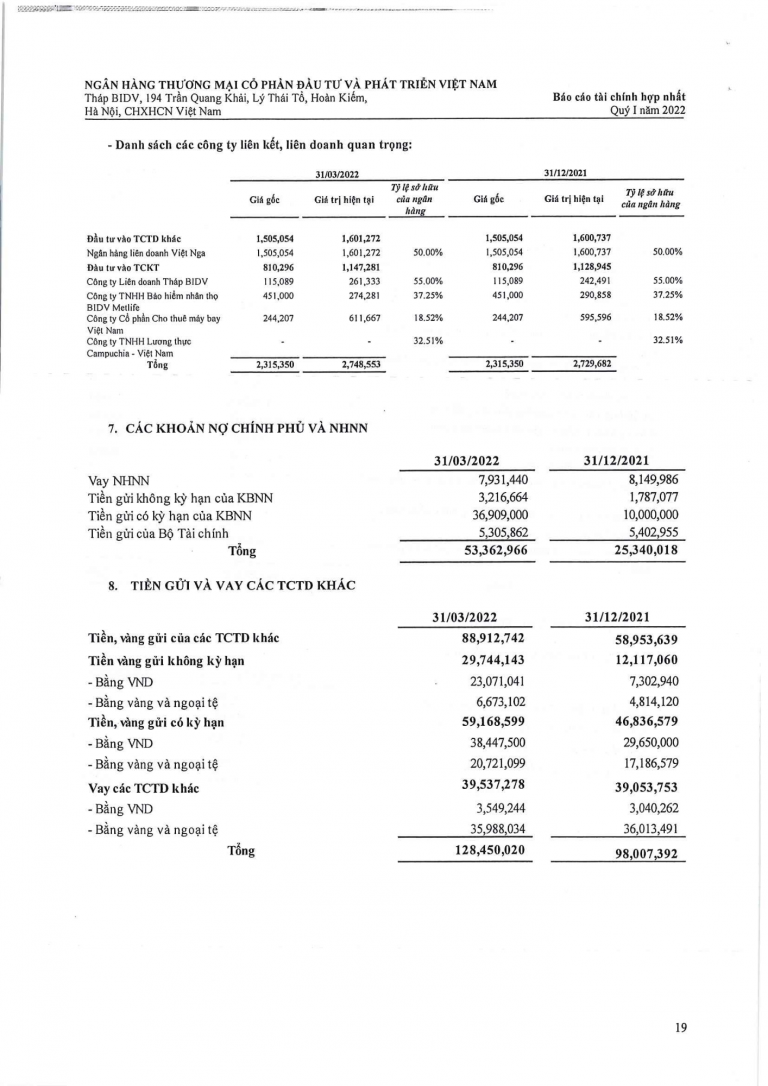 NGÂN HÀNG THƯƠNG MẠI CỔ PHẦN ĐẦU TƯ VÀ PHÁT TRIỂN VIỆT NAM
Tháp BIDV, 194 Trần Quang Khải, Lý Thái Tổ, Hoàn Kiếm, Báo cáo tài chính hợp nhất
Hà Nội, CHXHCN Việt Nam Quý I năm 2022
- Danh sách các công ty liên kết, liên doanh quan trọng:
31/03/2022 31/12/2021
Giá gốc Giá trị hiện tại Tỷ lệ sở hữu của ngân hàng Giá gốc Giá trị hiện tại Tỷ lệ sở hữu của ngân hàng
Đầu tư vào TCTD khác 1,505,054 1,601,272 1,505,054 1,600,737
Ngân hàng liên doanh Việt Nga 1,505,054 1,601,272 50.00% 1,505,054 1,600,737 50.00%
Đầu tư vào TCKT 810,296 1,147,281 810,296 1,128,945
Công ty Liên doanh Tháp BIDV 115,089 261,333 55.00% 115,089 242,491 55.00%
Công ty TNHH Bảo hiểm nhân thọ 451,000 274,281 37.25% 451,000 290,858 37.25%
BIDV Metlife
Công ty Cổ phần Cho thuê máy bay 244,207 611,667 18.52% 244,207 595,596 18.52%
Việt Nam
Công ty TNHH Lương thực - - 32.51% - - 32.51%
Campuchia - Việt Nam
Tổng 2,315,350 2,748,553 2,315,350 2,729,682
7. CÁC KHOẢN NỢ CHÍNH PHỦ VÀ NHNN
31/03/2022 31/12/2021
Vay NHNN 7,931,440 8,149,986
Tiền gửi không kỳ hạn của KBNN 3,216,664 1,787,077
Tiền gửi có kỳ hạn của KBNN 36,909,000 10,000,000
Tiền gửi của Bộ Tài chính 5,305,862 5,402,955
Tổng 53,362,966 25,340,018
8. TIỀN GỬI VÀ VAY CÁC TCTD KHÁC
31/03/2022 31/12/2021
Tiền, vàng gửi của các TCTD khác 88,912,742 58,953,639
Tiền vàng gửi không kỳ hạn 29,744,143 12,117,060
- Bằng VND 23,071,041 7,302,940
- Bằng vàng và ngoại tệ 6,673,102 4,814,120
Tiền, vàng gửi có kỳ hạn 59,168,599 46,836,579
- Bằng VND 38,447,500 29,650,000
- Bằng vàng và ngoại tệ 20,721,099 17,186,579
Vay các TCTD khác 39,537,278 39,053,753
- Bằng VND 3,549,244 3,040,262
- Bằng vàng và ngoại tệ 35,988,034 36,013,491
Tổng 128,450,020 98,007,392
19